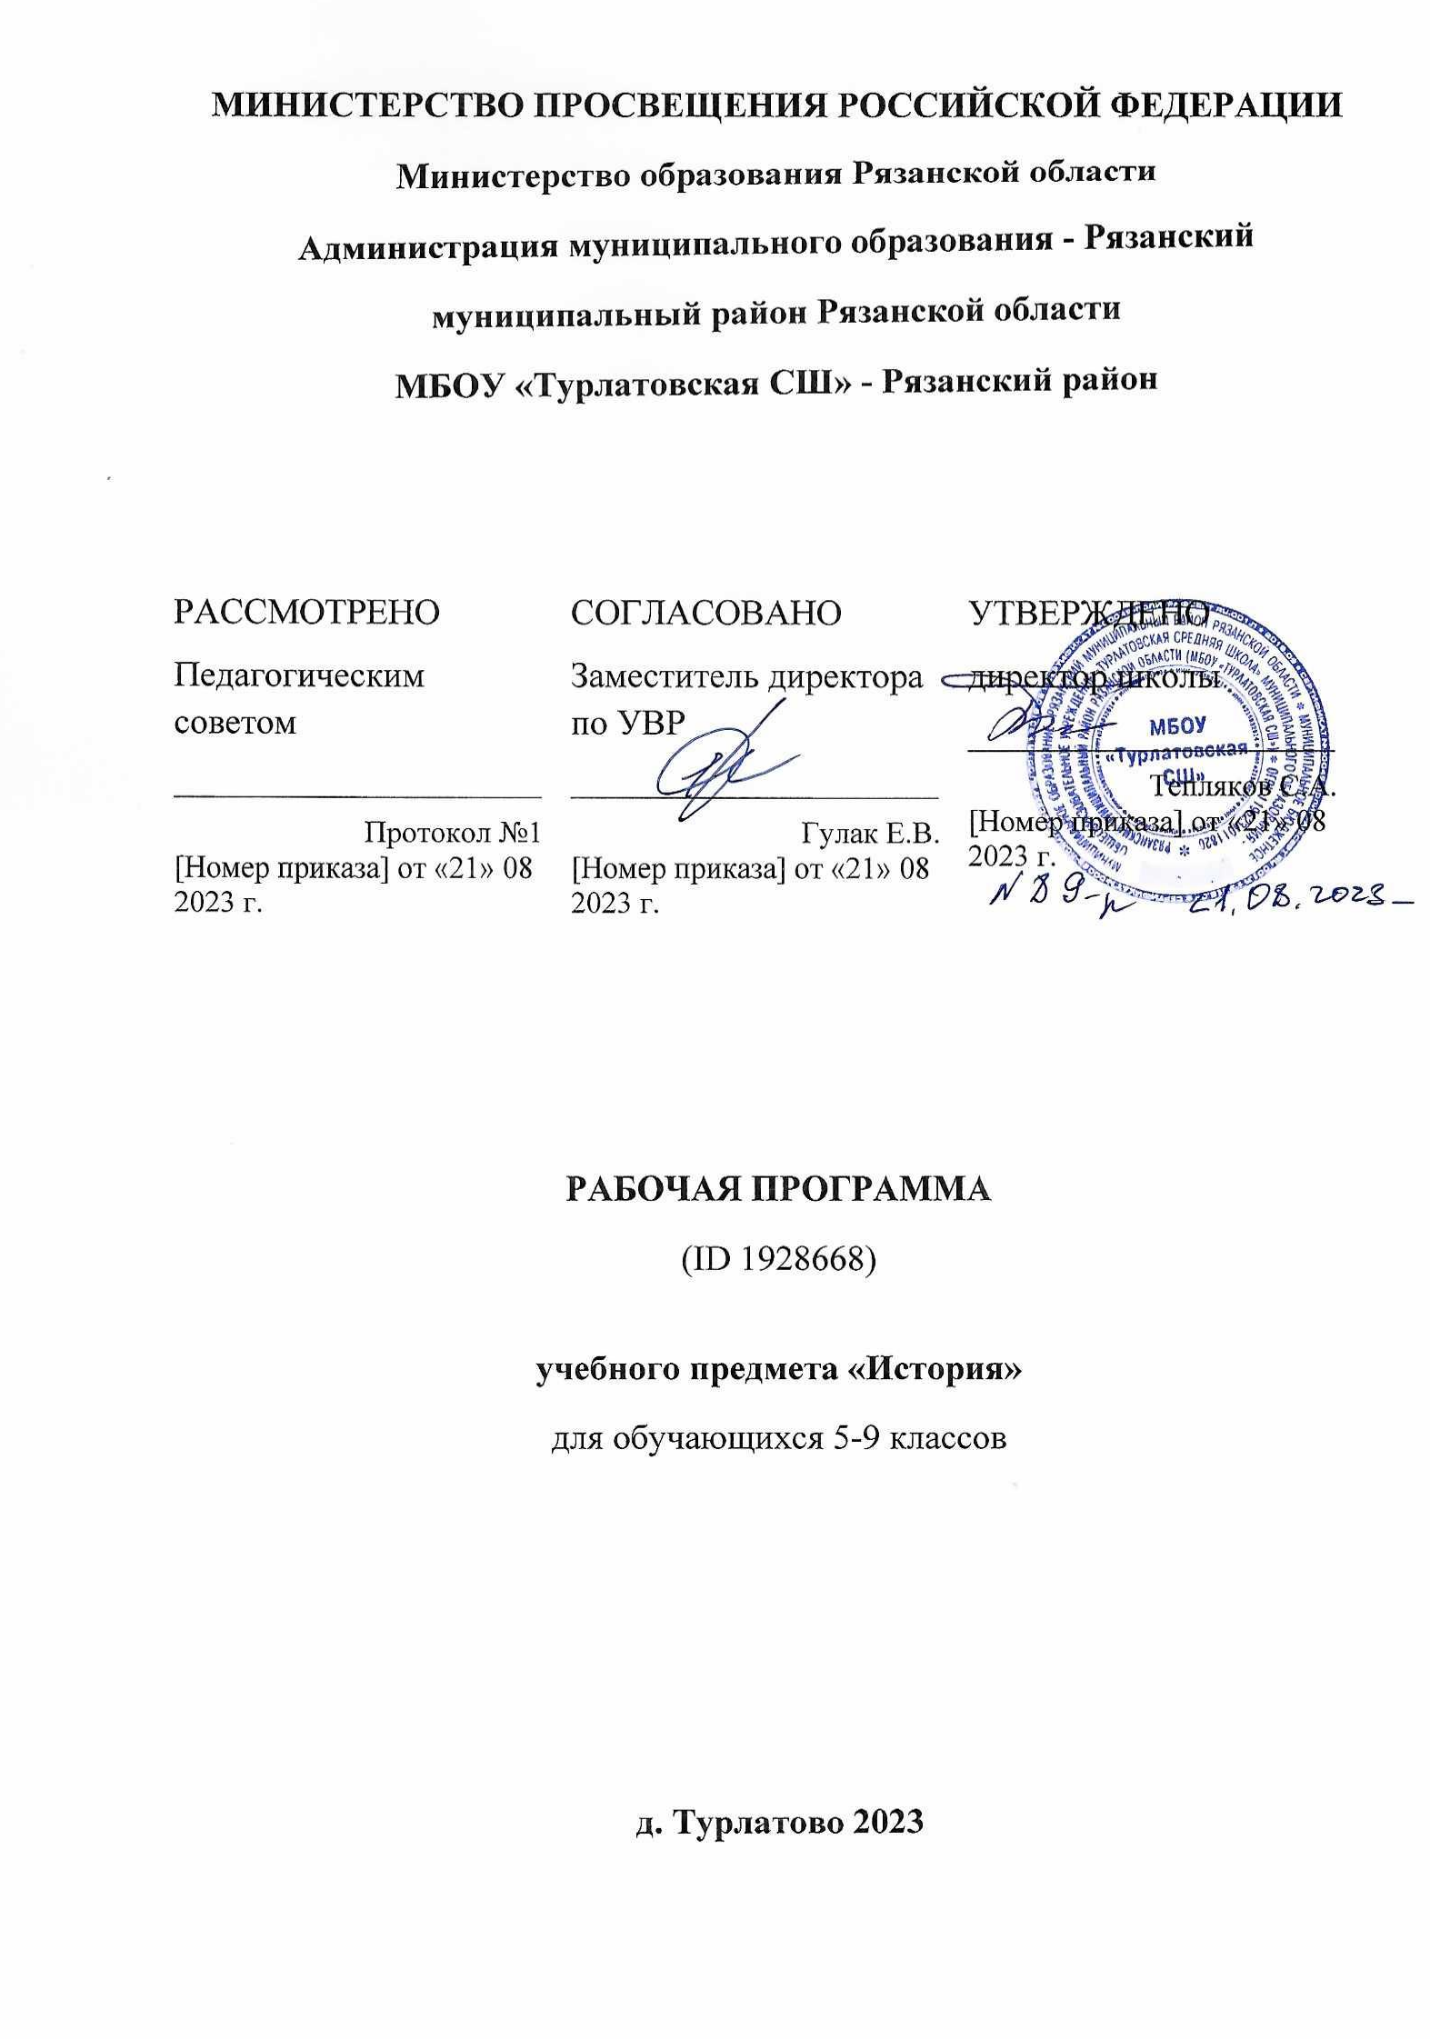 МИНИСТЕРСТВО ПРОСВЕЩЕНИЯ РОССИЙСКОЙ ФЕДЕРАЦИИ
Министерство образования Рязанской области
Администрация муниципального образования - Рязанский
муниципальный район Рязанской области
МБОУ «Турлатовская СШ» - Рязанский район
РАССМОТРЕНО
Педагогическим
советом
Протокол №1
[Номер приказа] от «21» 08
2023 г.
СОГЛАСОВАНО
Заместитель директора
по УВР
Гулак Е.В.
[Номер приказа] от «21» 08
2023 г.
УТВЕРЖДЕНО
директор школы
Тепляков С.А.
[Номер приказа] от «21» 08
2023 г.
N 89-р 21.08.2023
МБОУ
«Турлатовская
СШ»
РАБОЧАЯ ПРОГРАММА
(ID 1928668)
учебного предмета «История»
для обучающихся 5-9 классов
д. Турлатово 2023